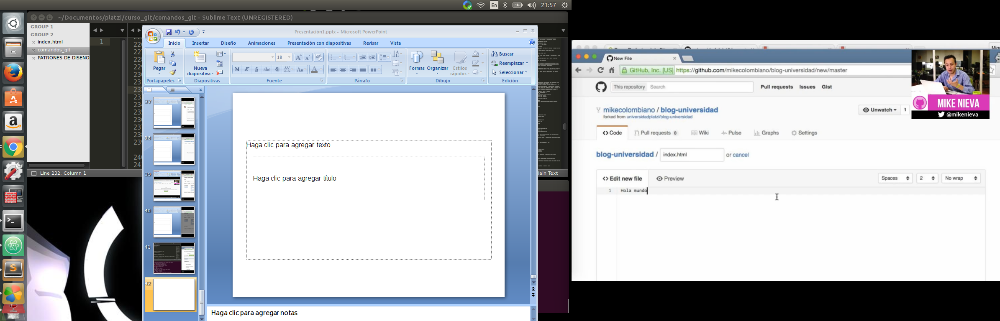 En
21:57
~/Documentos/platzi/curso_git/comandos_git - Sublime Text (UNREGISTERED)
GROUP 1
GROUP 2
index.html
comandos_git
PATRONES DE DISENO
1
Line 232, Column 1
lain Text
Presentación1.pptx - Microsoft PowerPoint
Inicio
Insertar
Diseño
Animaciones
Presentación con diapositivas
Revisar
Vista
Pegar
Portapapeles
Nueva
diapositiva
Diapositivas
18
N K S abc S AV Aa A
Fuente
Párrafo
Formas
Organizar
Estilos
rápidos
Dibujo
Buscar
Reemplazar
Seleccionar
Edición
37
38
39
40
41
42
Haga clic para agregar texto
Haga clic para agregar título
Haga clic para agregar notas
New File
GitHub, Inc. [US] https://github.com/mikecolombiano/blog-universidad/new/master
This repository Search
Pull requests Issues Gist
MIKE NIEVA
@mikenieva
mikecolombiano / blog-universidad
forked from universidadplatzi/blog-universidad
Unwatch 1
Code
Pull requests 0
Wiki
Pulse
Graphs
Settings
blog-universidad / index.html or cancel
Edit new file
Preview
Spaces
2
No wrap
1 Hola mundo